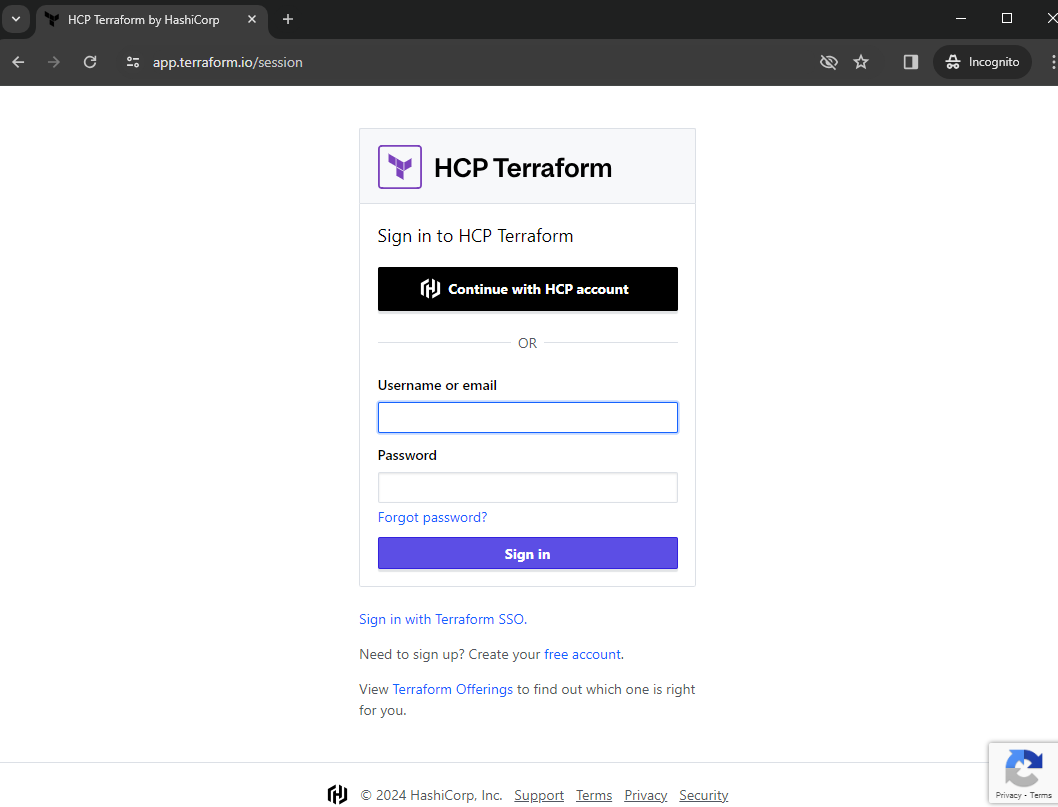 HCP Terraform by HashiCorp
app.terraform.io/session
Incognito
HCP Terraform
Sign in to HCP Terraform
Continue with HCP account
OR
Username or email
Password
Forgot password?
Sign in
Sign in with Terraform SSO.
Need to sign up? Create your free account.
View Terraform Offerings to find out which one is right
for you.
© 2024 HashiCorp, Inc. Support Terms Privacy Security
Privacy - Terms